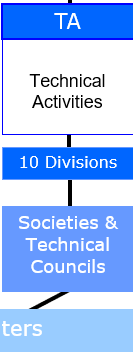 TA
Technical
Activities
10 Divisions
Societies &
Technical
Councils
ters